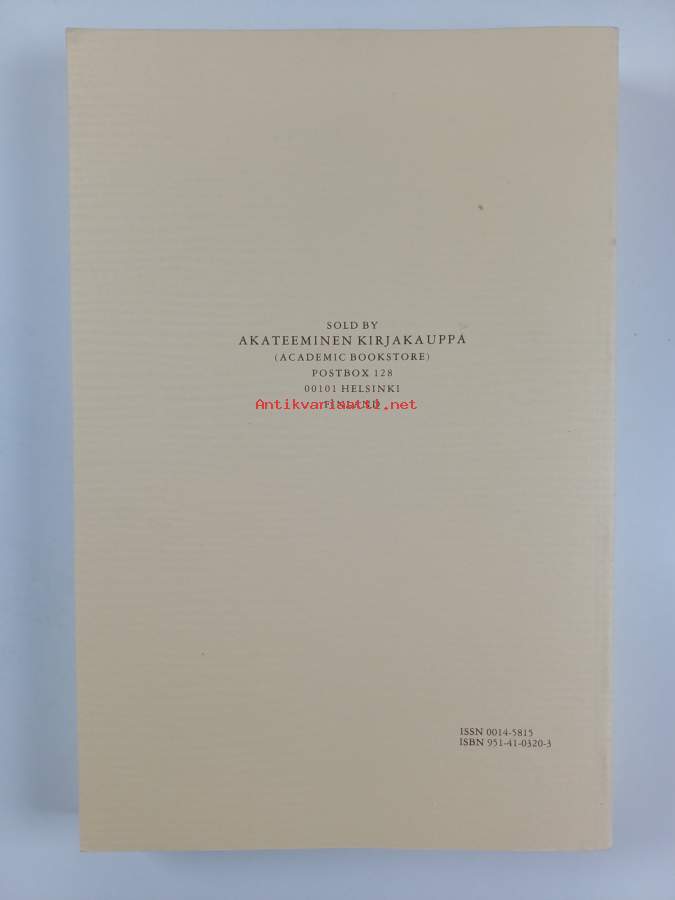 SOLD BY
AKATEEMINEN KIRJAKAUPPA
(ACADEMIC BOOKSTORE)
POSTBOX 128
00101 HELSINKI
FINLAND
Antikvariaatti.net
ISSN 0014-5815
ISBN 951-41-0320-3